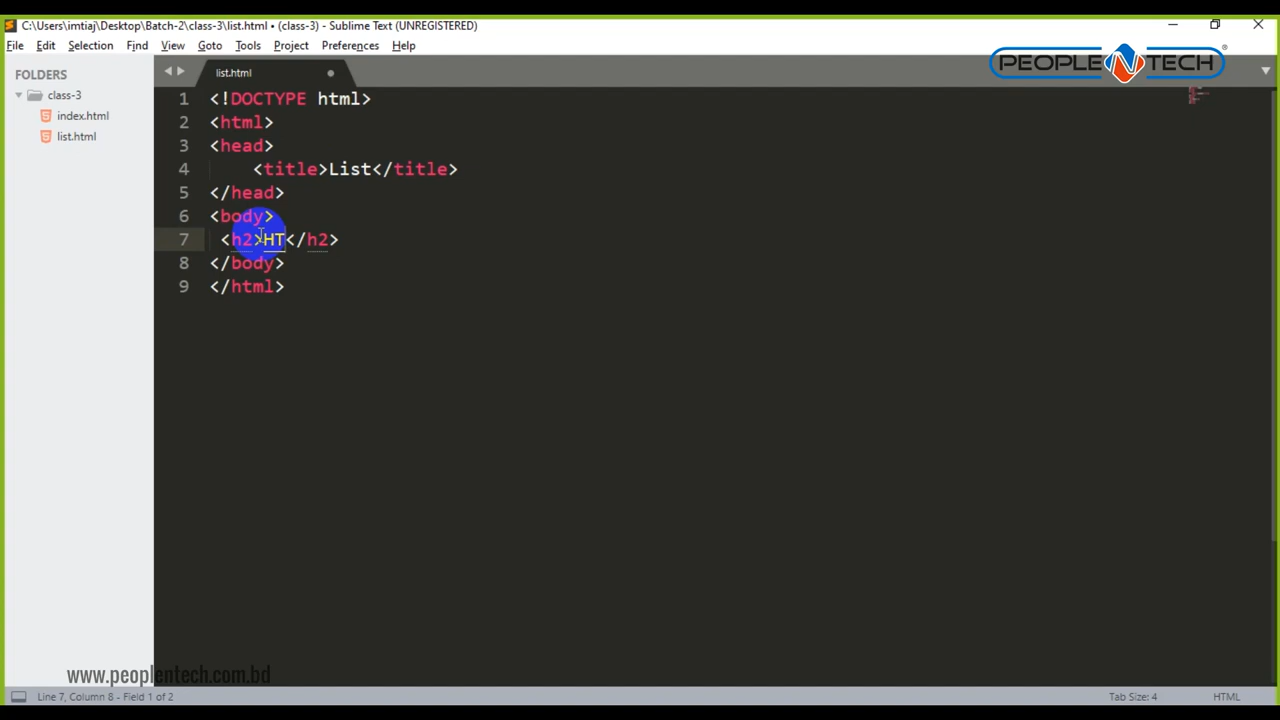 C:\Users\imtiaj\Desktop\Batch-2\class-3\list.html • (class-3) - Sublime Text (UNREGISTERED)
File Edit Selection Find View Goto Tools Project Preferences Help
PEOPLE N TECH ®
FOLDERS
class-3
index.html
list.html
list.html
1 <!DOCTYPE html>
2 <html>
3 <head>
4     <title>List</title>
5 </head>
6 <body>
7  <h2>HT</h2>
8 </body>
9 </html>
www.peoplentech.com.bd
Line 7, Column 8 - Field 1 of 2 Tab Size: 4 HTML